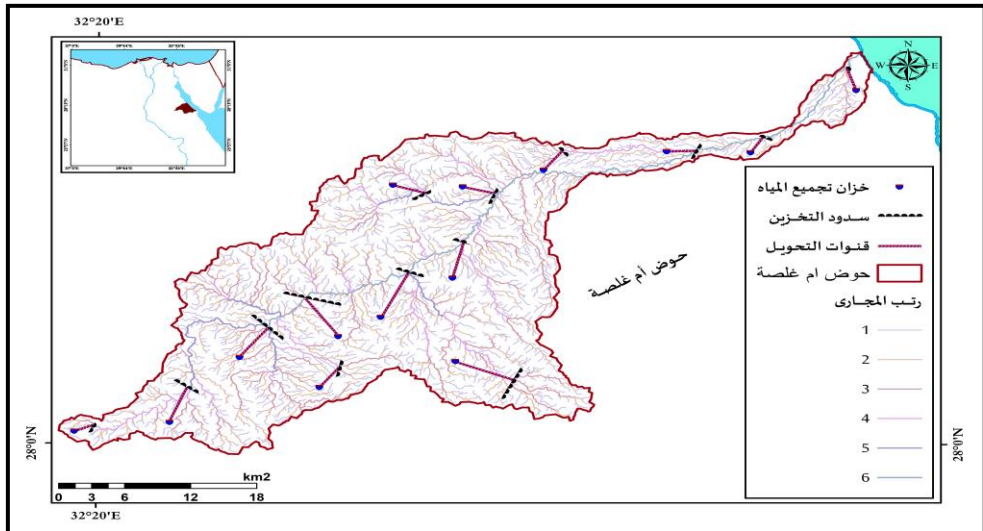 32°20'E
N
W E
S
خزان تجميع المياه
سدود التخزين
قنوات التحويل
حوض ام غلصة
رتب المجارى
1
2
3
4
5
6
حوض أم غلصة
28°0'N
28°0'N
km2
0 3 6 12 18
32°20'E